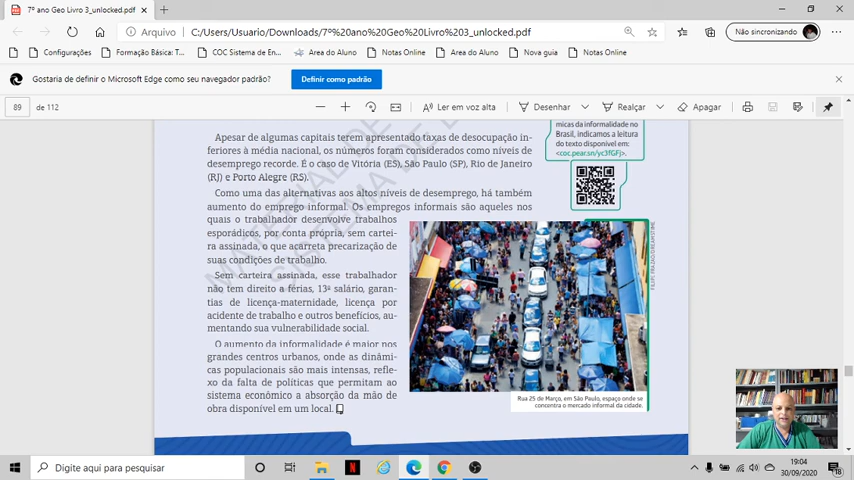 7º ano Geo Livro 3_unlocked.pdf
Arquivo
C:/Users/Usuario/Downloads/7º%20ano%20Geo%20Livro%203_unlocked.pdf
Não sincronizando
Configurações
Formação Básica: T...
COC Sistema de En...
Area do Aluno
Notas Online
Area do Aluno
Nova guia
Notas Online
Gostaria de definir o Microsoft Edge como seu navegador padrão?
Definir como padrão
89
de 112
Ler em voz alta
Desenhar
Realçar
Apagar
Apesar de algumas capitais terem apresentado taxas de desocupação in-
feriores à média nacional, os números foram considerados como níveis de
desemprego recorde. É o caso de Vitória (ES), São Paulo (SP), Rio de Janeiro
(RJ) e Porto Alegre (RS).
Como uma das alternativas aos altos níveis de desemprego, há também
aumento do emprego informal. Os empregos informais são aqueles nos
quais o trabalhador desenvolve trabalhos
esporádicos, por conta própria, sem cartei-
ra assinada, o que acarreta precarização de
suas condições de trabalho.
Sem carteira assinada, esse trabalhador
não tem direito a férias, 13º salário, garan-
tias de licença-maternidade, licença por
acidente de trabalho e outros benefícios, au-
mentando sua vulnerabilidade social.
O aumento da informalidade é maior nos
grandes centros urbanos, onde as dinâmi-
cas populacionais são mais intensas, refle-
xo da falta de políticas que permitam ao
sistema econômico a absorção da mão de
obra disponível em um local.
micas da informalidade no
Brasil, indicamos a leitura
do texto disponível em:
<coc.pear.sn/yc3fGFj>.
FILIPE FRAZAO/DREAMSTIME
Rua 25 de Março, em São Paulo, espaço onde se
concentra o mercado informal da cidade.
MATERIAL DE
SISTEMA DE
Digite aqui para pesquisar
19:04
30/09/2020
18